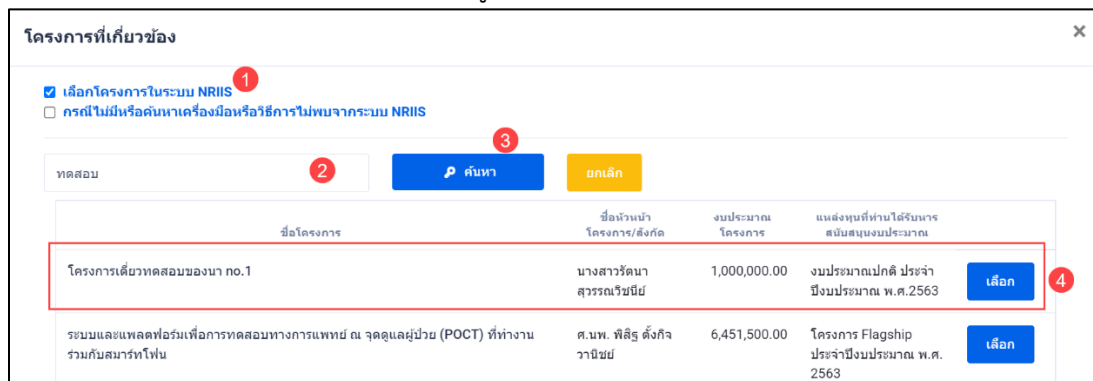 โครงการที่เกี่ยวข้อง
×
1
เลือกโครงการในระบบ NRIIS
กรณีไม่มีหรือค้นหาเครื่องมือหรือวิธีการไม่พบจากระบบ NRIIS
3
ทดสอบ 2 ค้นหา ยกเลิก
ชื่อโครงการ ชื่อหัวหน้า งบประมาณ แหล่งทุนที่ท่านได้รับนาร
โครงการ/สังกัด โครงการ สนับสนุนงบประมาณ
โครงการเดี่ยวทดสอบของนา no.1 นางสาวรัตนา 1,000,000.00 งบประมาณปกติ ประจำ เลือก 4
สุวรรณวิชนีย์ ปีงบประมาณ พ.ศ.2563
ระบบและแพลตฟอร์มเพื่อการทดสอบทางการแพทย์ ณ จุดดูแลผู้ป่วย (POCT) ที่ทำงาน ศ.นพ. พิสิฐ ตั้งกิจ 6,451,500.00 โครงการ Flagship เลือก
ร่วมกับสมาร์ทโฟน วานิชย์ ประจำปีงบประมาณ พ.ศ.
2563